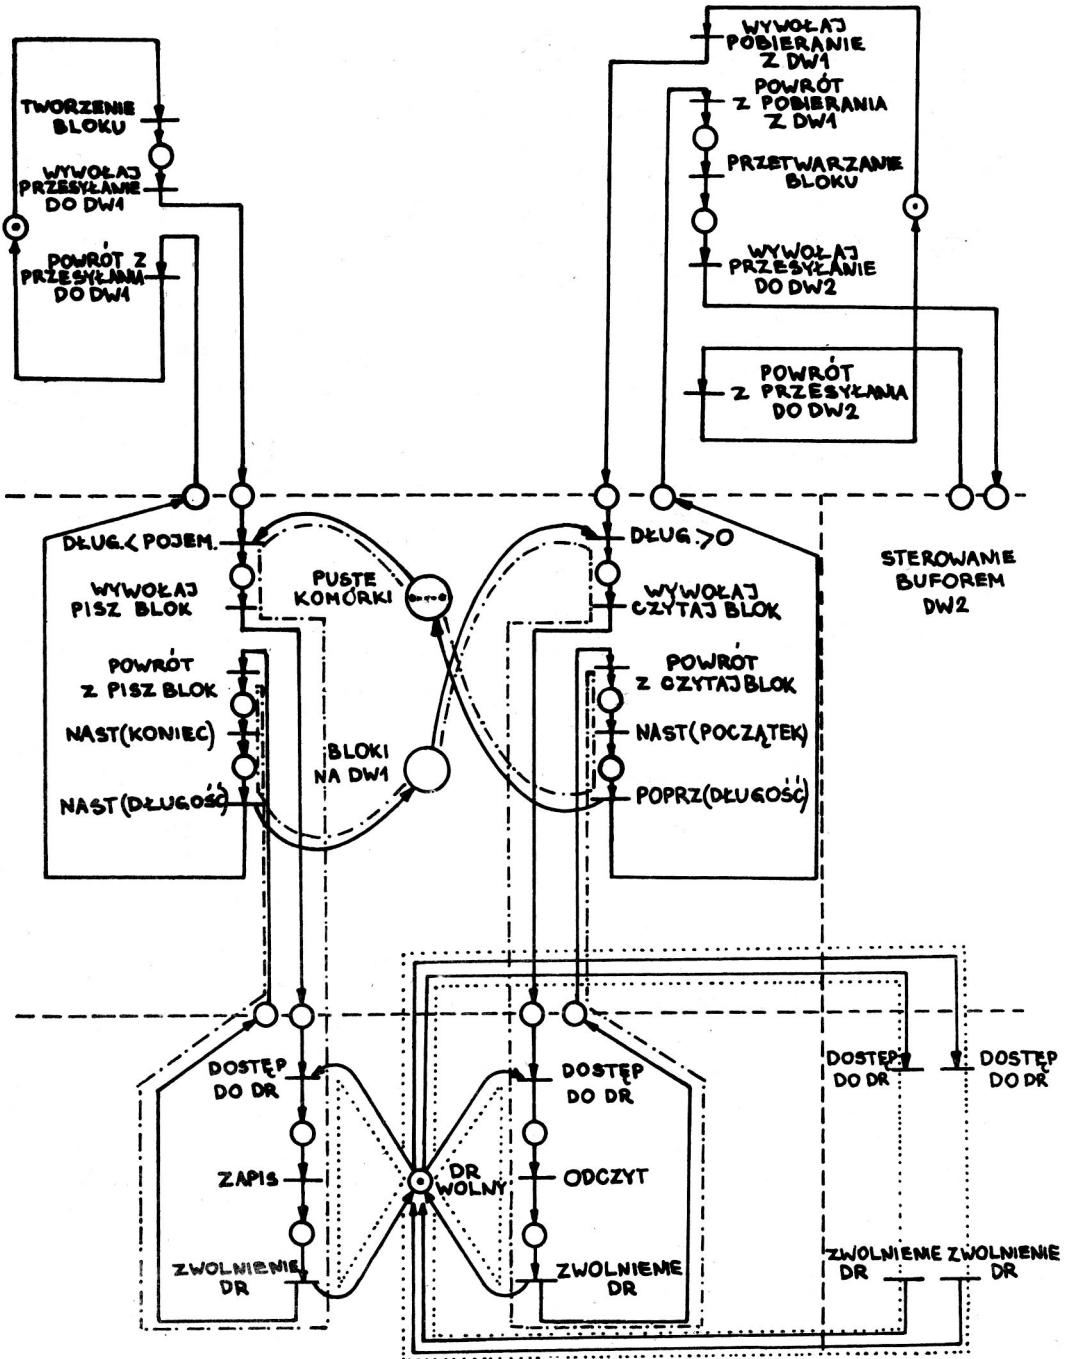 TWORZENIE
BLOKU
WYWOŁAJ
PRZESYŁANIE
DO DW1
POWRÓT Z
PRZESYŁANIA
DO DW1
WYWOŁAJ
POBIERANIE
Z DW1
POWRÓT
Z POBIERANIA
Z DW1
PRZETWARZANIE
BLOKU
WYWOŁAJ
PRZESYŁANIE
DO DW2
POWRÓT
Z PRZESYŁANIA
DO DW2
DŁUG.<POJEM.
WYWOŁAJ
PISZ BLOK
POWRÓT
Z PISZ BLOK
NAST(KONIEC)
NAST(DŁUGOŚĆ)
PUSTE
KOMÓRKI
BLOKI
NA DW1
DŁUG.>0
WYWOŁAJ
CZYTAJ BLOK
POWRÓT
Z CZYTAJ BLOK
NAST(POCZĄTEK)
POPRZ(DŁUGOŚĆ)
STEROWANIE
BUFOREM
DW2
DOSTĘP
DO DR
ZAPIS
ZWOLNIENIE
DR
DR
WOLNY
DOSTĘP
DO DR
ODCZYT
ZWOLNIENIE
DR
DOSTĘP
DO DR
DOSTĘP
DO DR
ZWOLNIENIE
DR
ZWOLNIENIE
DR